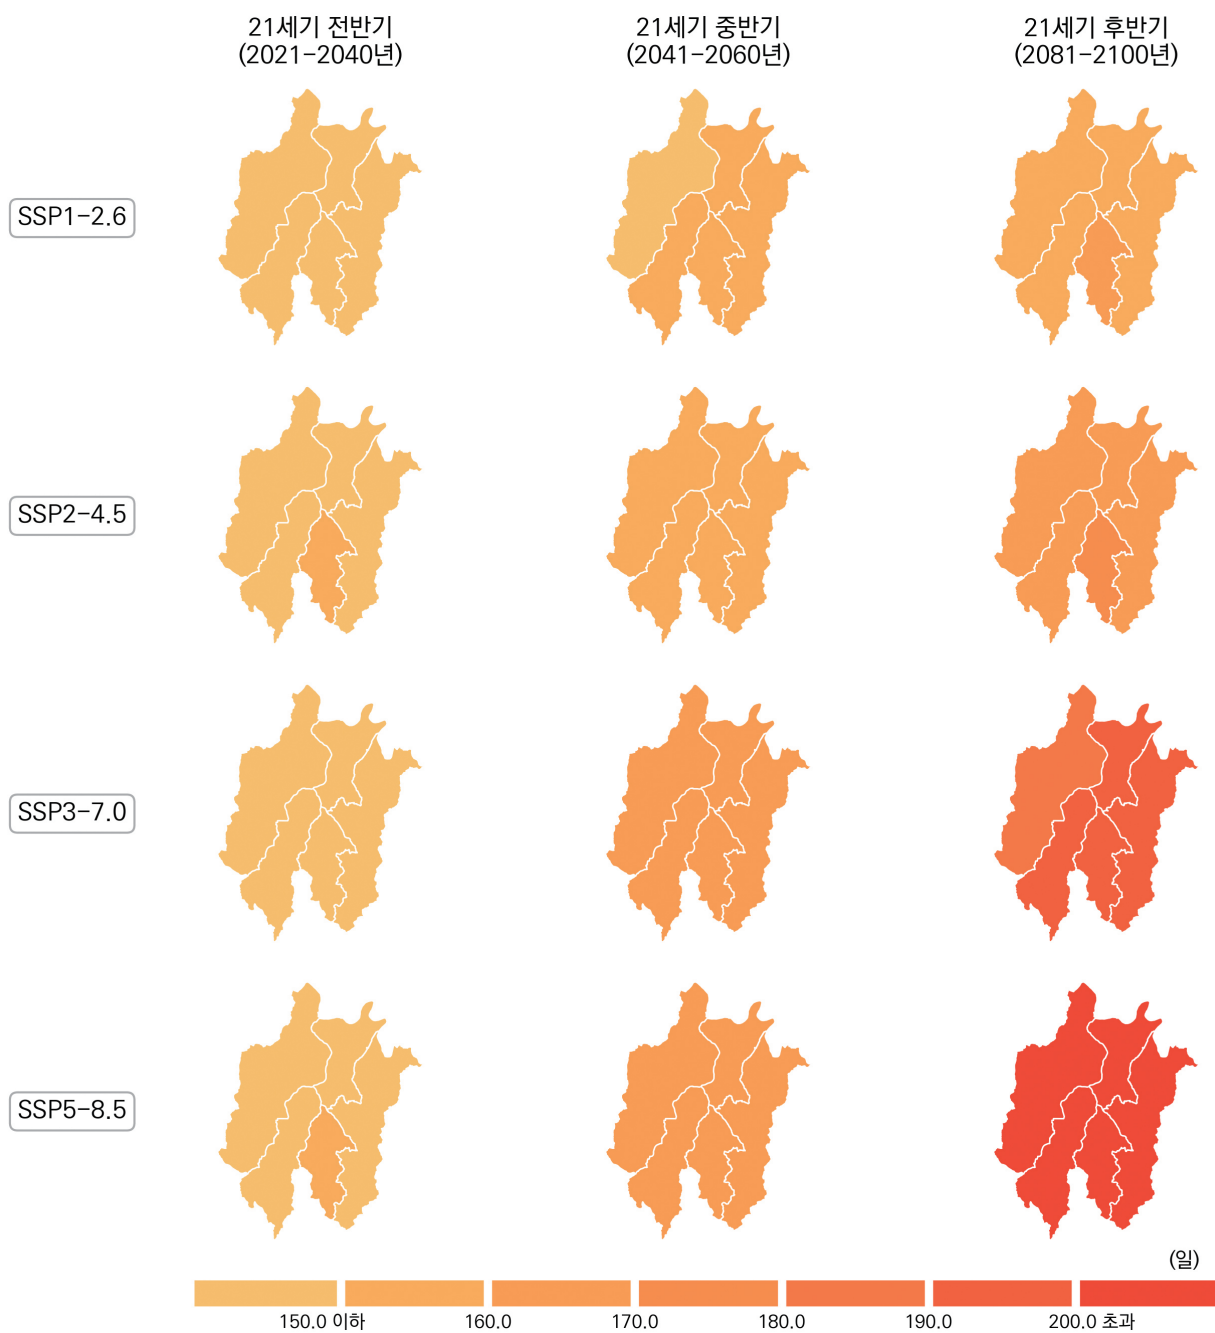 21세기 전반기
(2021-2040년)
21세기 중반기
(2041-2060년)
21세기 후반기
(2081-2100년)
SSP1-2.6
SSP2-4.5
SSP3-7.0
SSP5-8.5
(일)
150.0 이하 160.0 170.0 180.0 190.0 200.0 초과